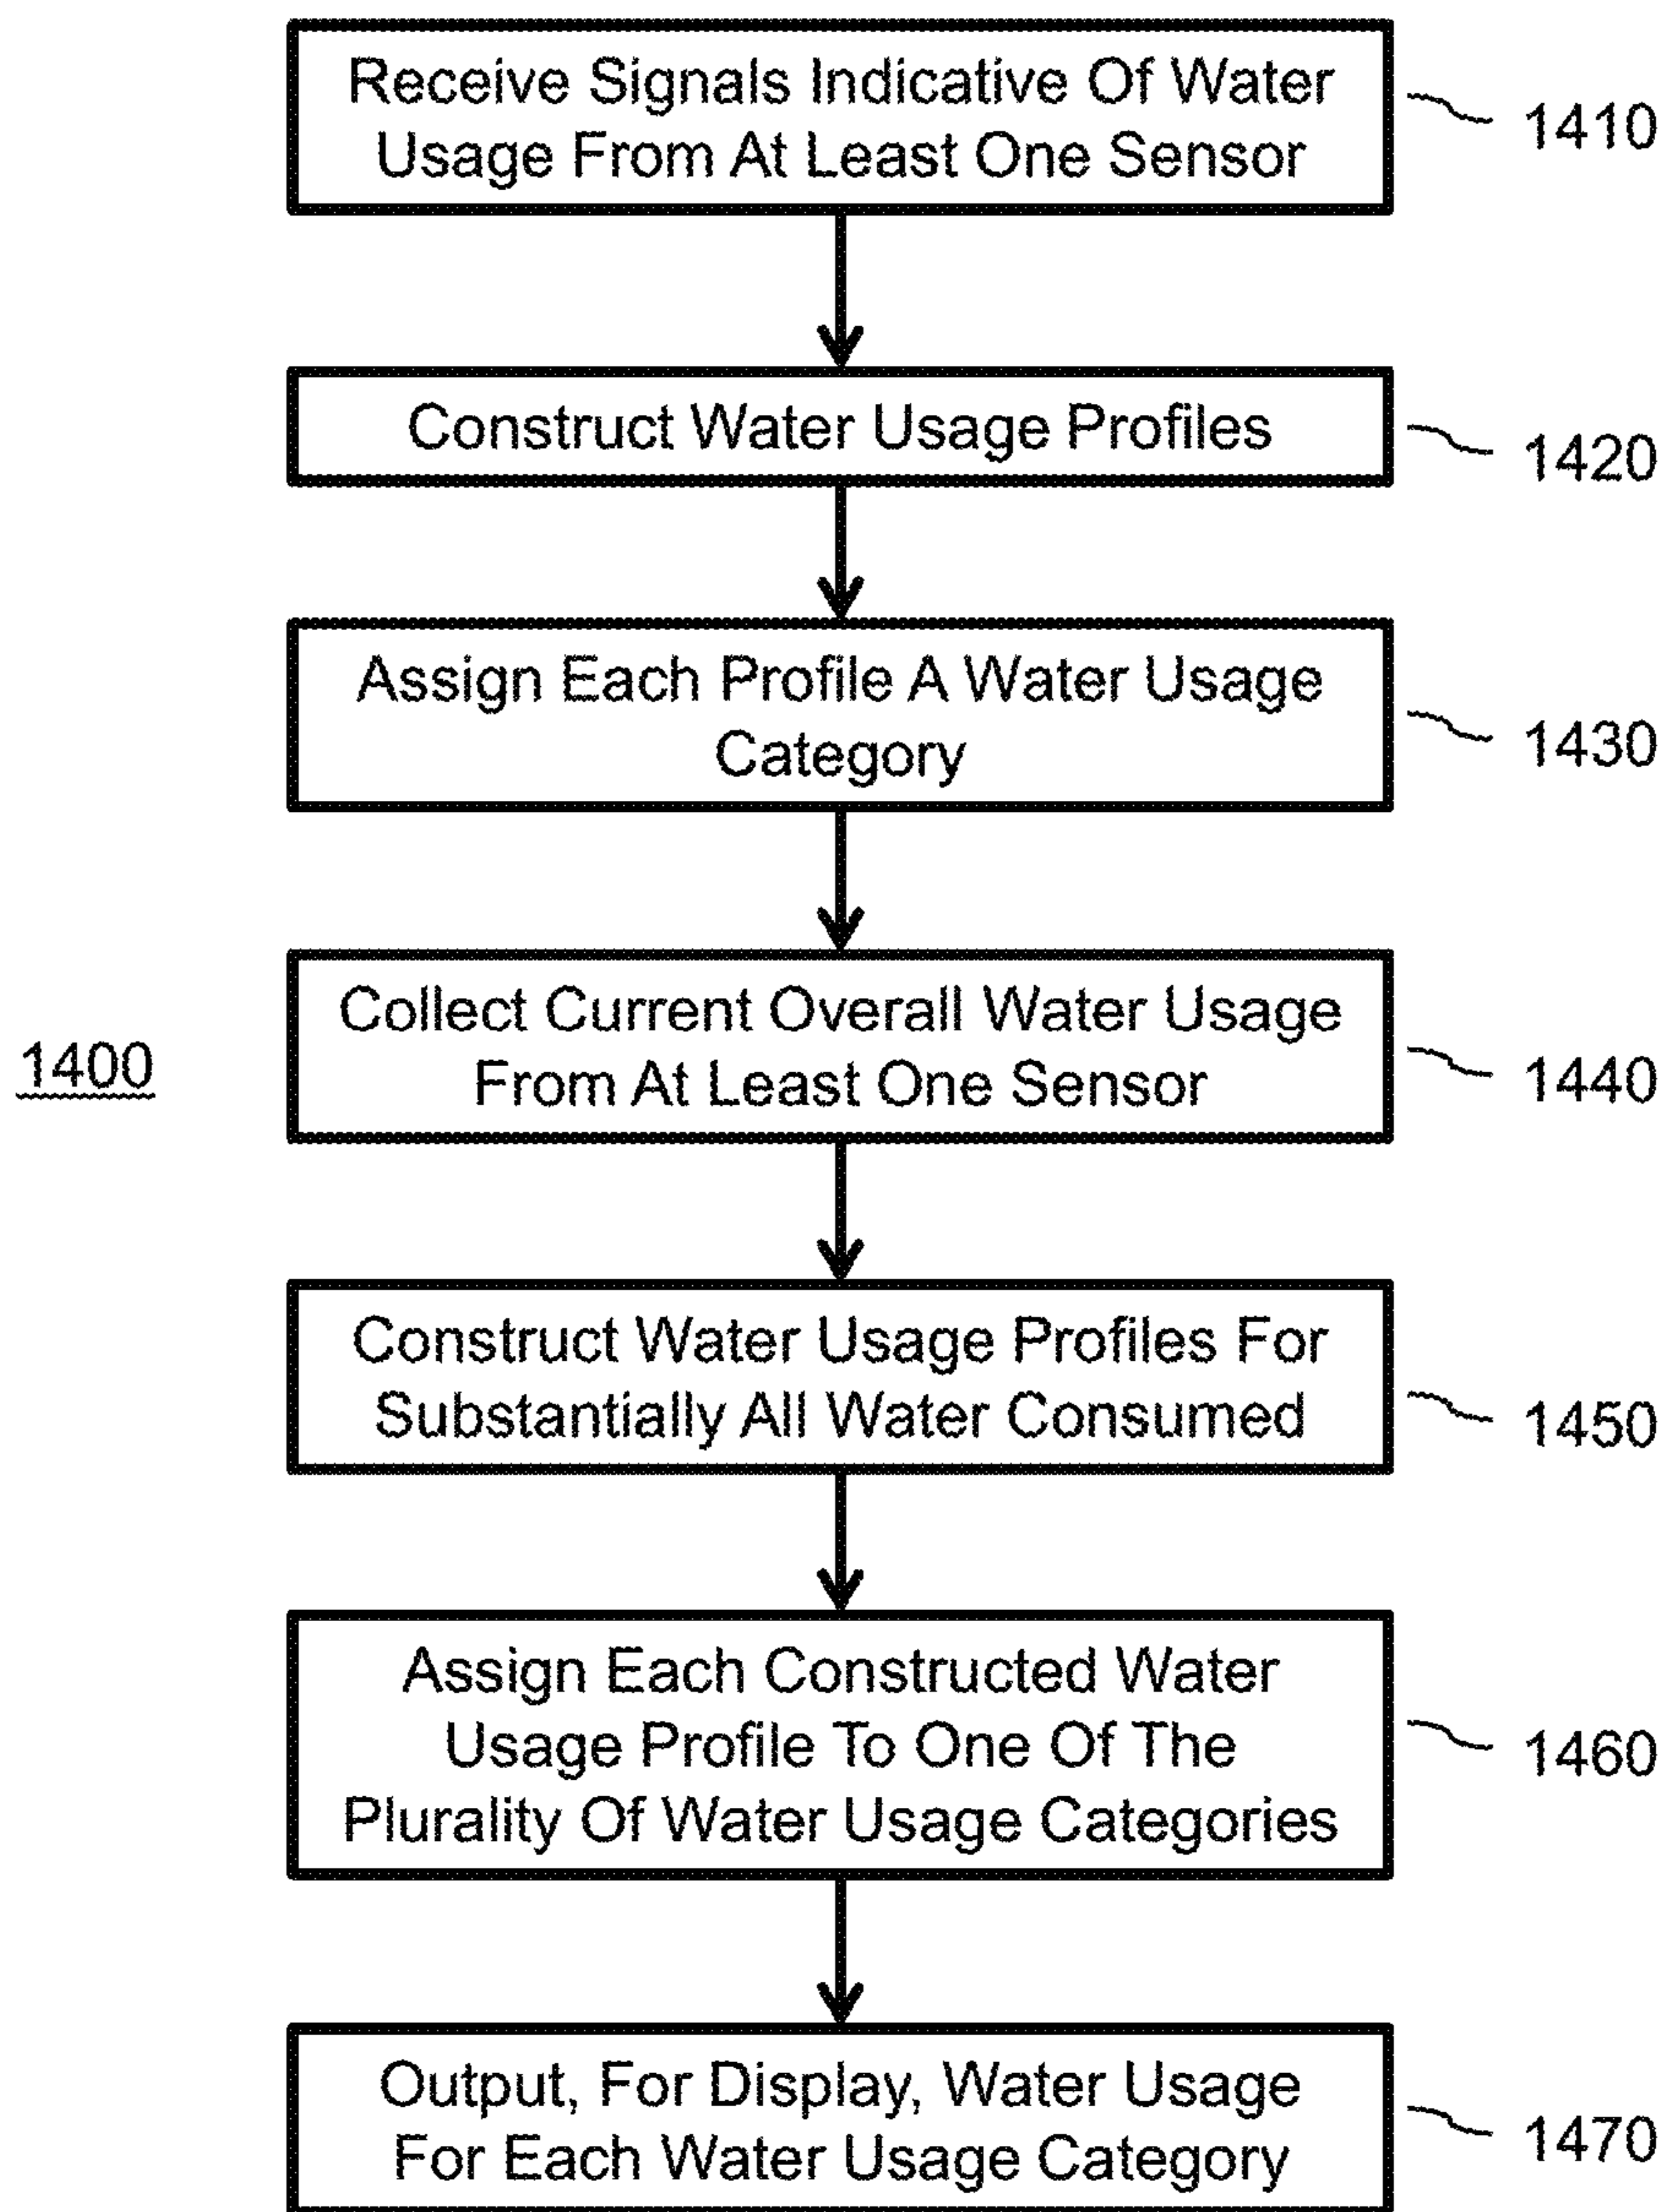 Receive Signals Indicative Of Water
Usage From At Least One Sensor
1410
Construct Water Usage Profiles
1420
Assign Each Profile A Water Usage
Category
1430
Collect Current Overall Water Usage
From At Least One Sensor
1440
1400
Construct Water Usage Profiles For
Substantially All Water Consumed
1450
Assign Each Constructed Water
Usage Profile To One Of The
Plurality Of Water Usage Categories
1460
Output, For Display, Water Usage
For Each Water Usage Category
1470